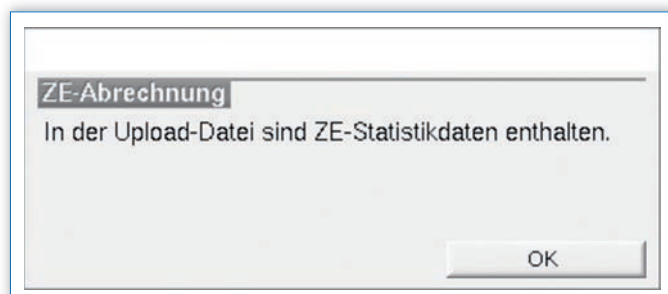 ZE-Abrechnung
In der Upload-Datei sind ZE-Statistikdaten enthalten.
OK